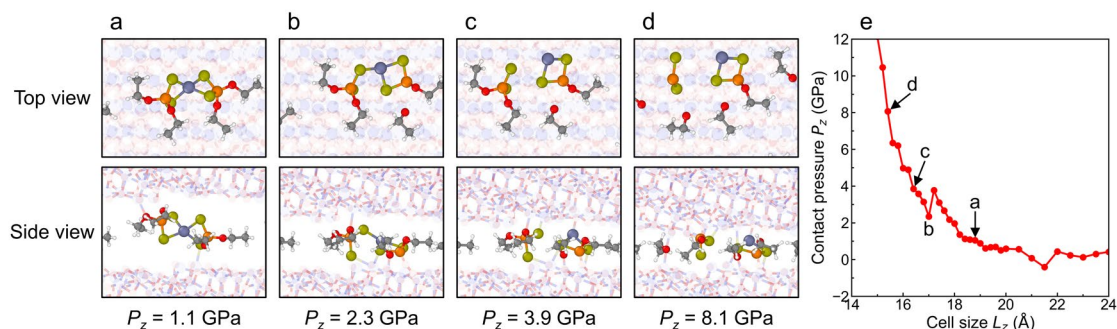 a b c d e
Top view
Side view
P_z = 1.1 GPa P_z = 2.3 GPa P_z = 3.9 GPa P_z = 8.1 GPa
Contact pressure P_z (GPa)
12
10
8
6
4
2
0
−2
d
c
b
a
14 16 18 20 22 24
Cell size L_z (Å)